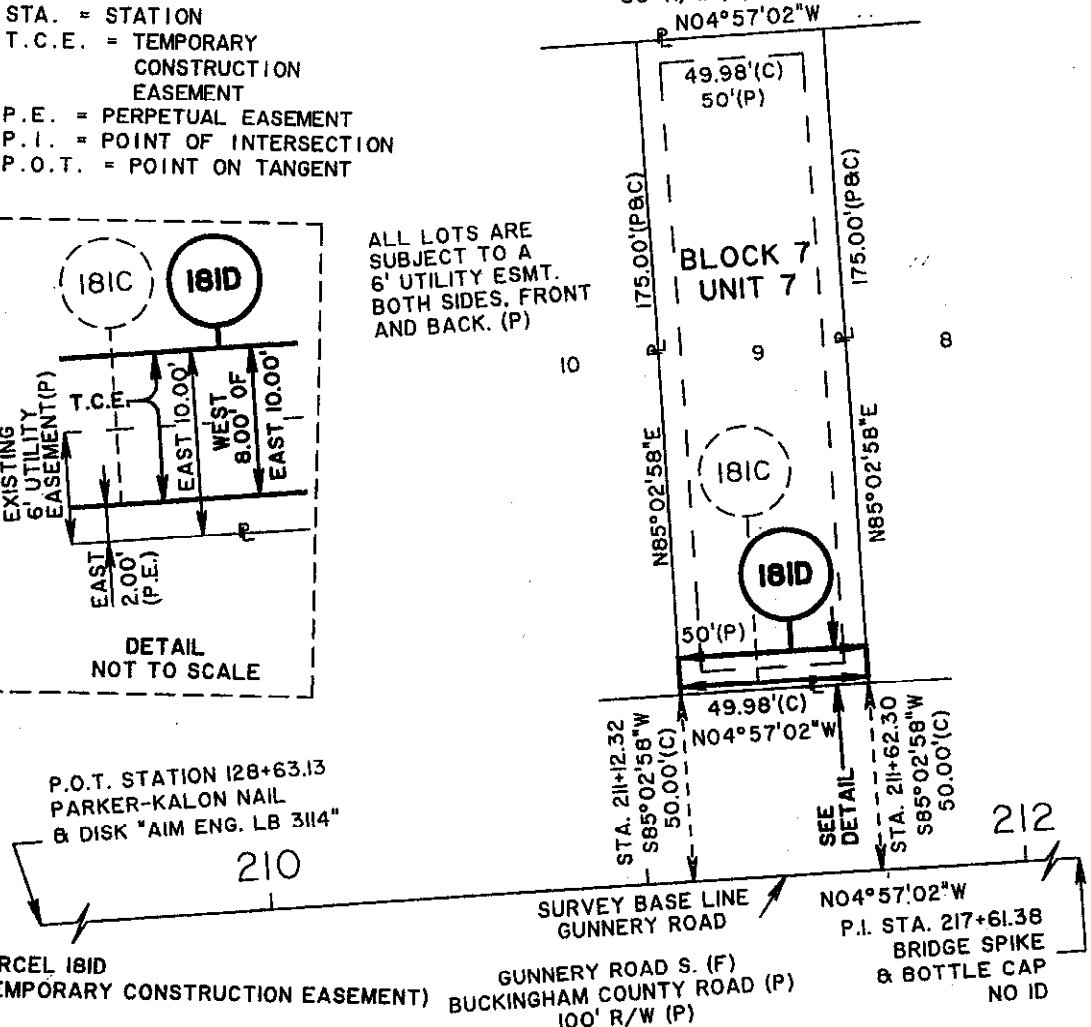 STA. = STATION
T.C.E. = TEMPORARY
CONSTRUCTION
EASEMENT
P.E. = PERPETUAL EASEMENT
P.I. = POINT OF INTERSECTION
P.O.T. = POINT ON TANGENT
N04°57'02"W
49.98'(C)
50'(P)
175.00'(P&C)
175.00'(P&C)
BLOCK 7
UNIT 7
ALL LOTS ARE
SUBJECT TO A
6' UTILITY ESMT.
BOTH SIDES, FRONT
AND BACK. (P)
10
9
8
N85°02'58"E
N85°02'58"E
181C
181D
50'(P)
49.98'(C)
N04°57'02"W
181C
181D
T.C.E.
EAST 10.00'
WEST
8.00' OF
EAST 10.00'
EXISTING
6' UTILITY
EASEMENT(P)
EAST
2.00'
(P.E.)
DETAIL
NOT TO SCALE
STA. 211+12.32
S85°02'58"W
50.00'(C)
SEE
DETAIL
STA. 211+62.30
S85°02'58"W
50.00'(C)
P.O.T. STATION 128+63.13
PARKER-KALON NAIL
& DISK "AIM ENG. LB 3114"
210
212
SURVEY BASE LINE
GUNNERY ROAD
N04°57'02"W
P.I. STA. 217+61.38
BRIDGE SPIKE
& BOTTLE CAP
NO ID
GUNNERY ROAD S. (F)
BUCKINGHAM COUNTY ROAD (P)
100' R/W (P)
RCEL 181D
EMPORARY CONSTRUCTION EASEMENT)